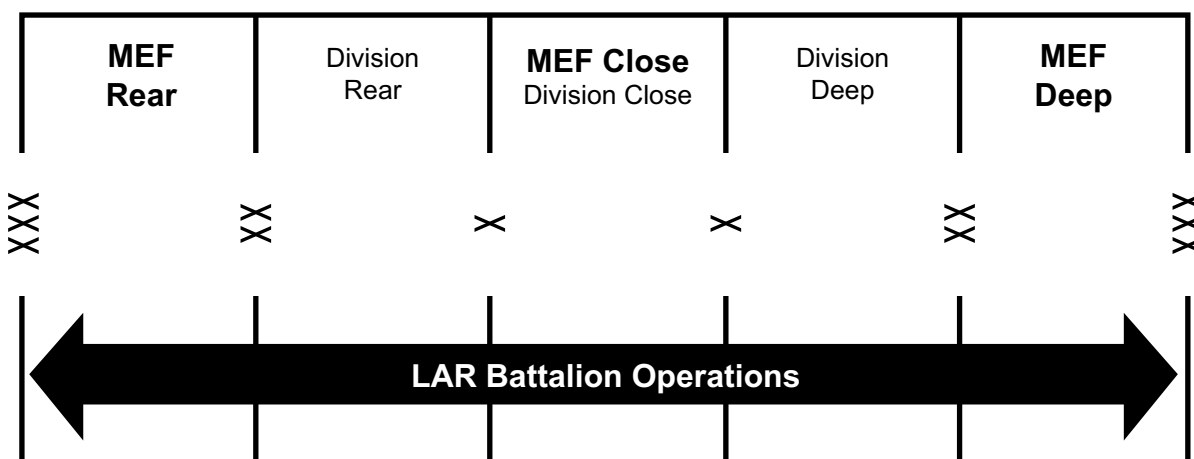 MEF
Rear
Division
Rear
MEF Close
Division Close
Division
Deep
MEF
Deep
XXX
XX
X
X
XX
XXX
LAR Battalion Operations